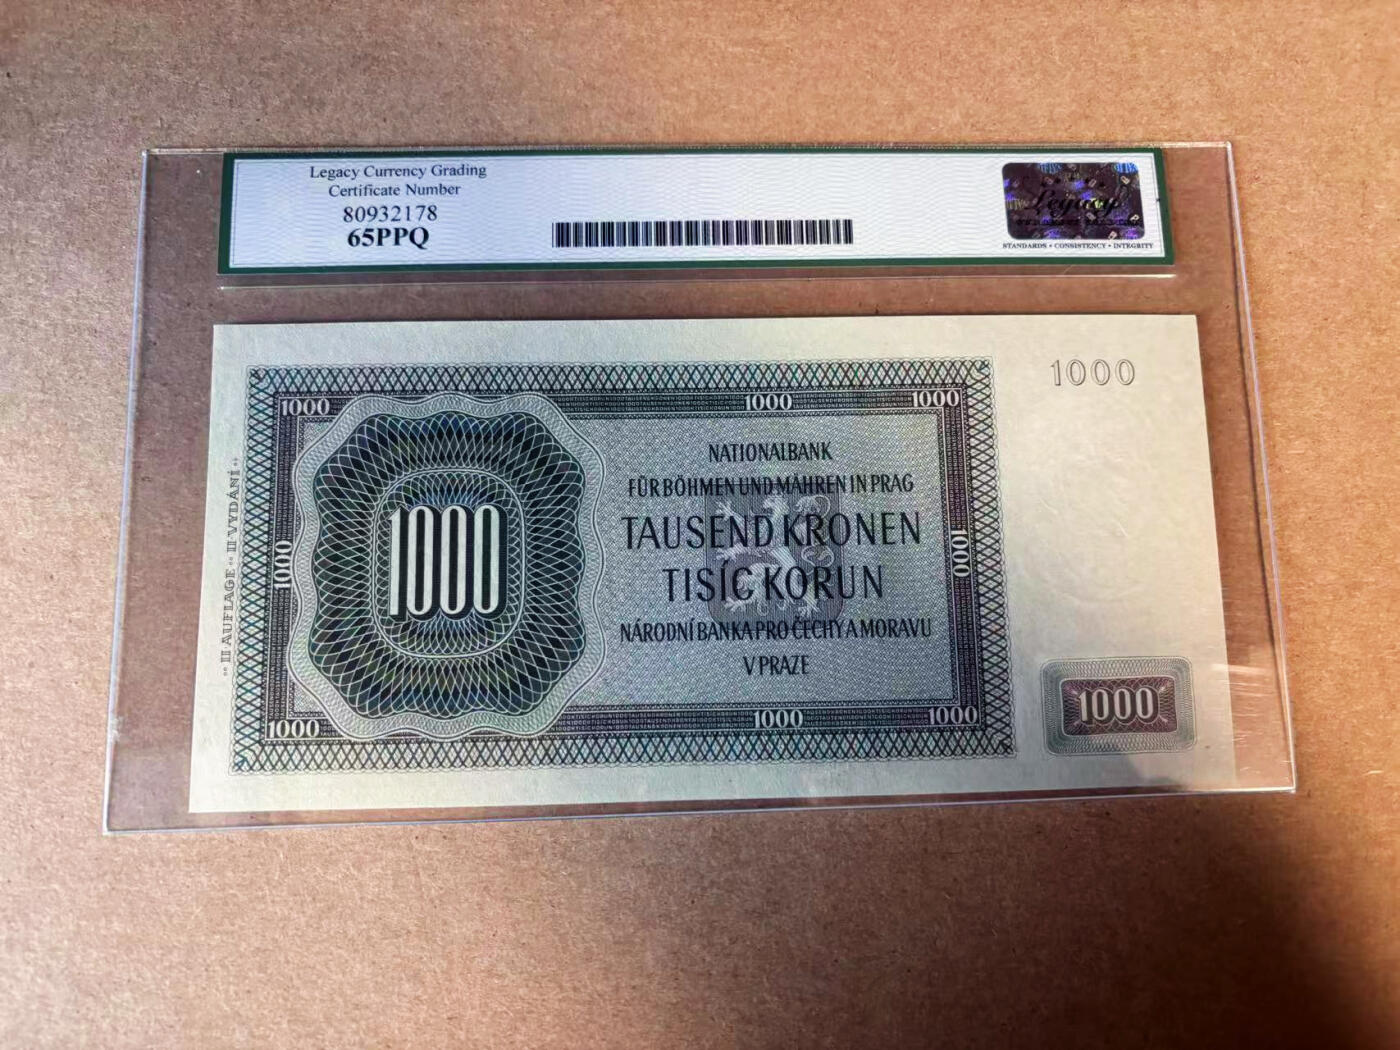 Legacy Currency Grading
Certificate Number
80932178
65PPQ
Legacy
STANDARDS • CONSISTENCY • INTEGRITY
1000
1000
1000
1000
NATIONALBANK
FÜR BÖHMEN UND MÄHREN IN PRAG
TAUSEND KRONEN
TISÍC KORUN
NÁRODNÍ BANKA PRO ČECHY A MORAVU
V PRAZE
1000
1000
1000
II AUFLAGE ** II VYDÁNÍ
1000
1000
1000
1000